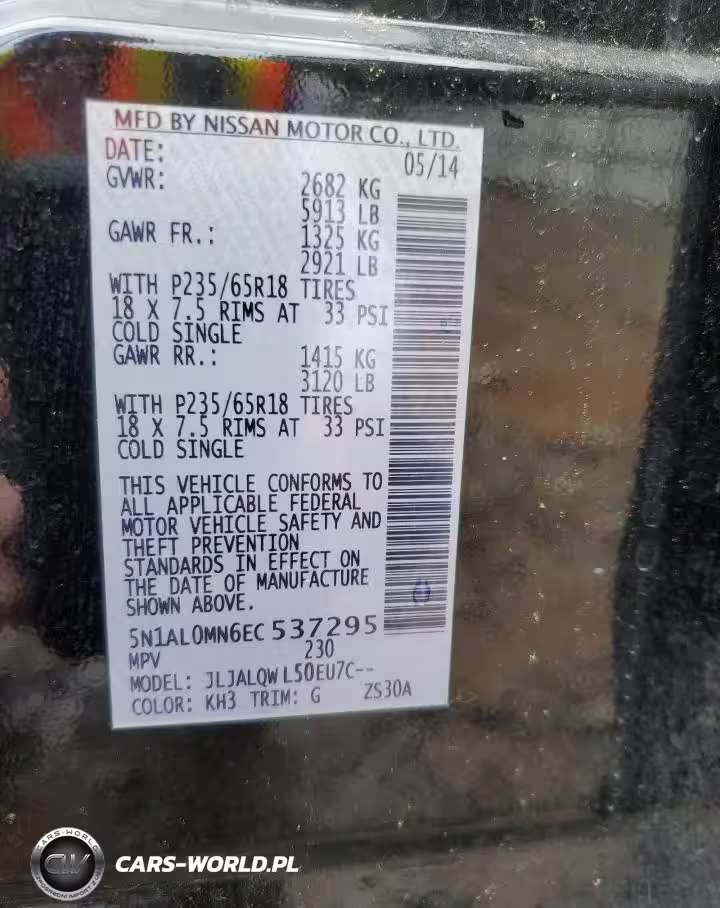 MFD BY NISSAN MOTOR CO., LTD.
DATE: 05/14
GVWR: 2682 KG
5913 LB
GAWR FR.: 1325 KG
2921 LB
WITH P235/65R18 TIRES
18 X 7.5 RIMS AT 33 PSI
COLD SINGLE
GAWR RR.: 1415 KG
3120 LB
WITH P235/65R18 TIRES
18 X 7.5 RIMS AT 33 PSI
COLD SINGLE
THIS VEHICLE CONFORMS TO
ALL APPLICABLE FEDERAL
MOTOR VEHICLE SAFETY AND
THEFT PREVENTION
STANDARDS IN EFFECT ON
THE DATE OF MANUFACTURE
SHOWN ABOVE.
5N1AL0MN6EC537295
MPV 230
MODEL: JLJALQWL50EU7C--
COLOR: KH3 TRIM: G ZS30A
CARS-WORLD
CW
CARS-WORLD.PL